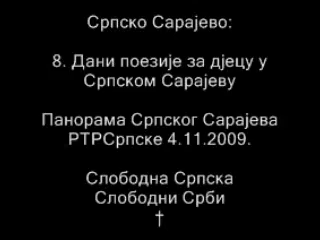 Српско Сарајево:
8. Дани поезије за дјецу у
Српском Сарајеву
Панорама Српског Сарајева
РТРСрпске 4.11.2009.
Слободна Српска
Слободни Срби
†